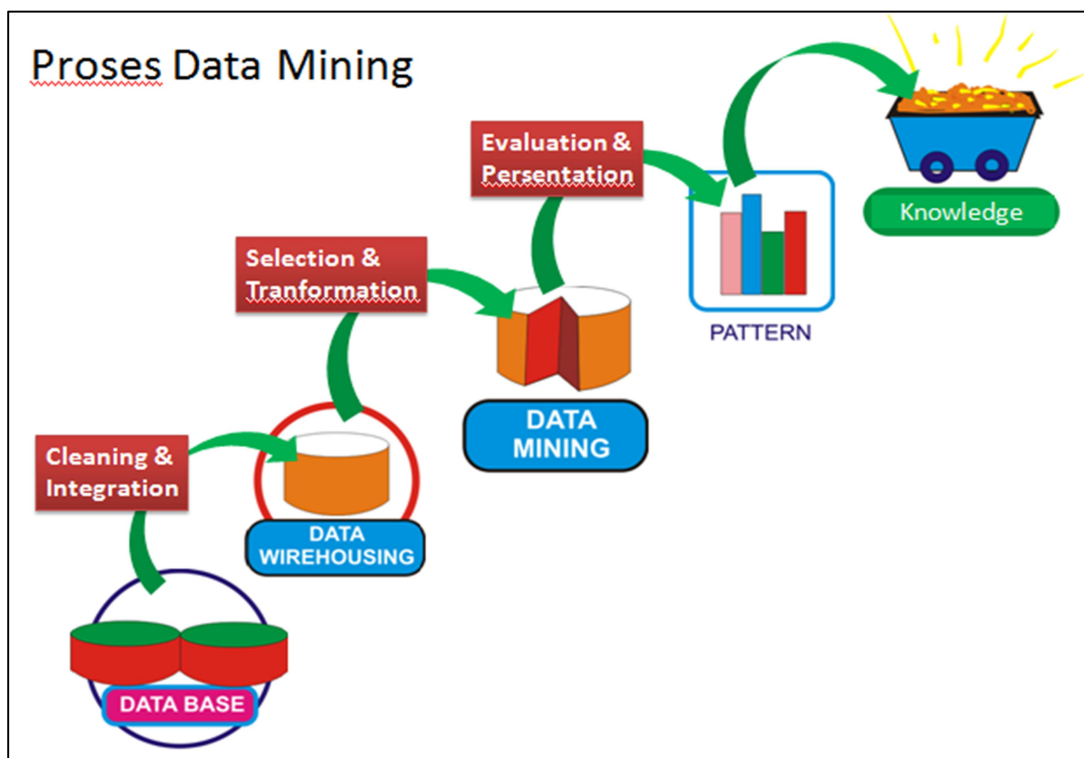 Proses Data Mining
Evaluation &
Persentation
Knowledge
Selection &
Tranformation
PATTERN
DATA
MINING
Cleaning &
Integration
DATA
WIREHOUSING
DATA BASE